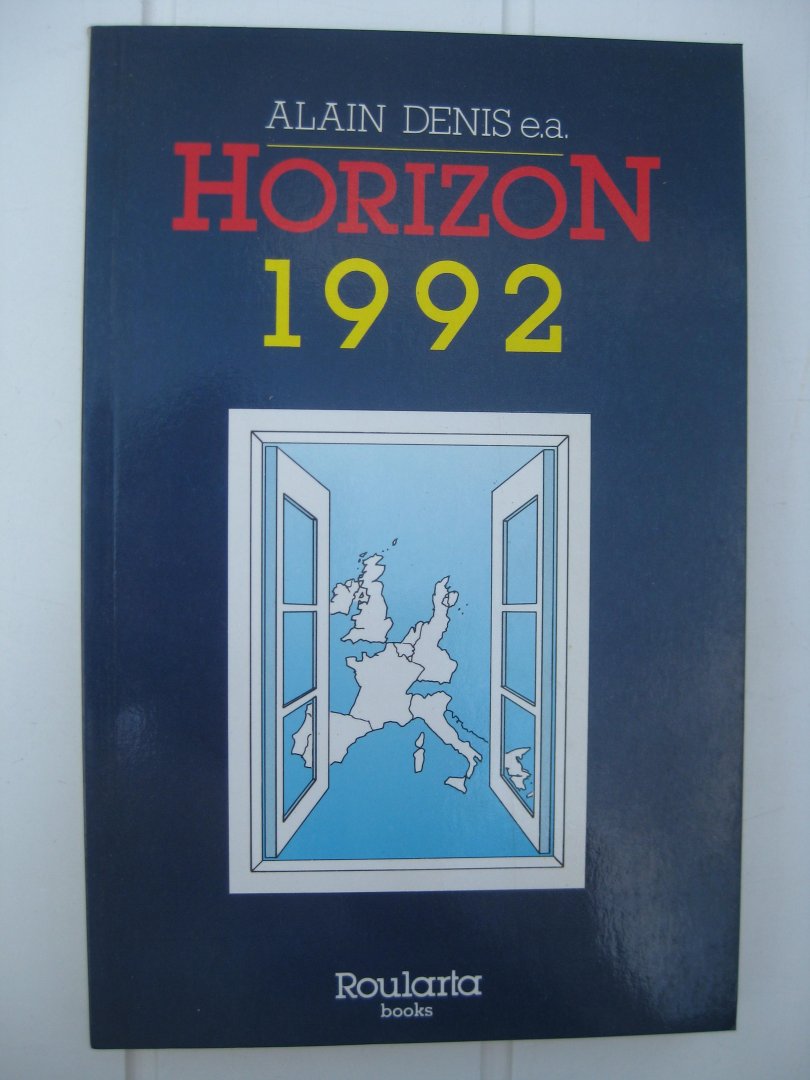 ALAIN DENIS e.a.
HORIZON
1992
Roularta
books